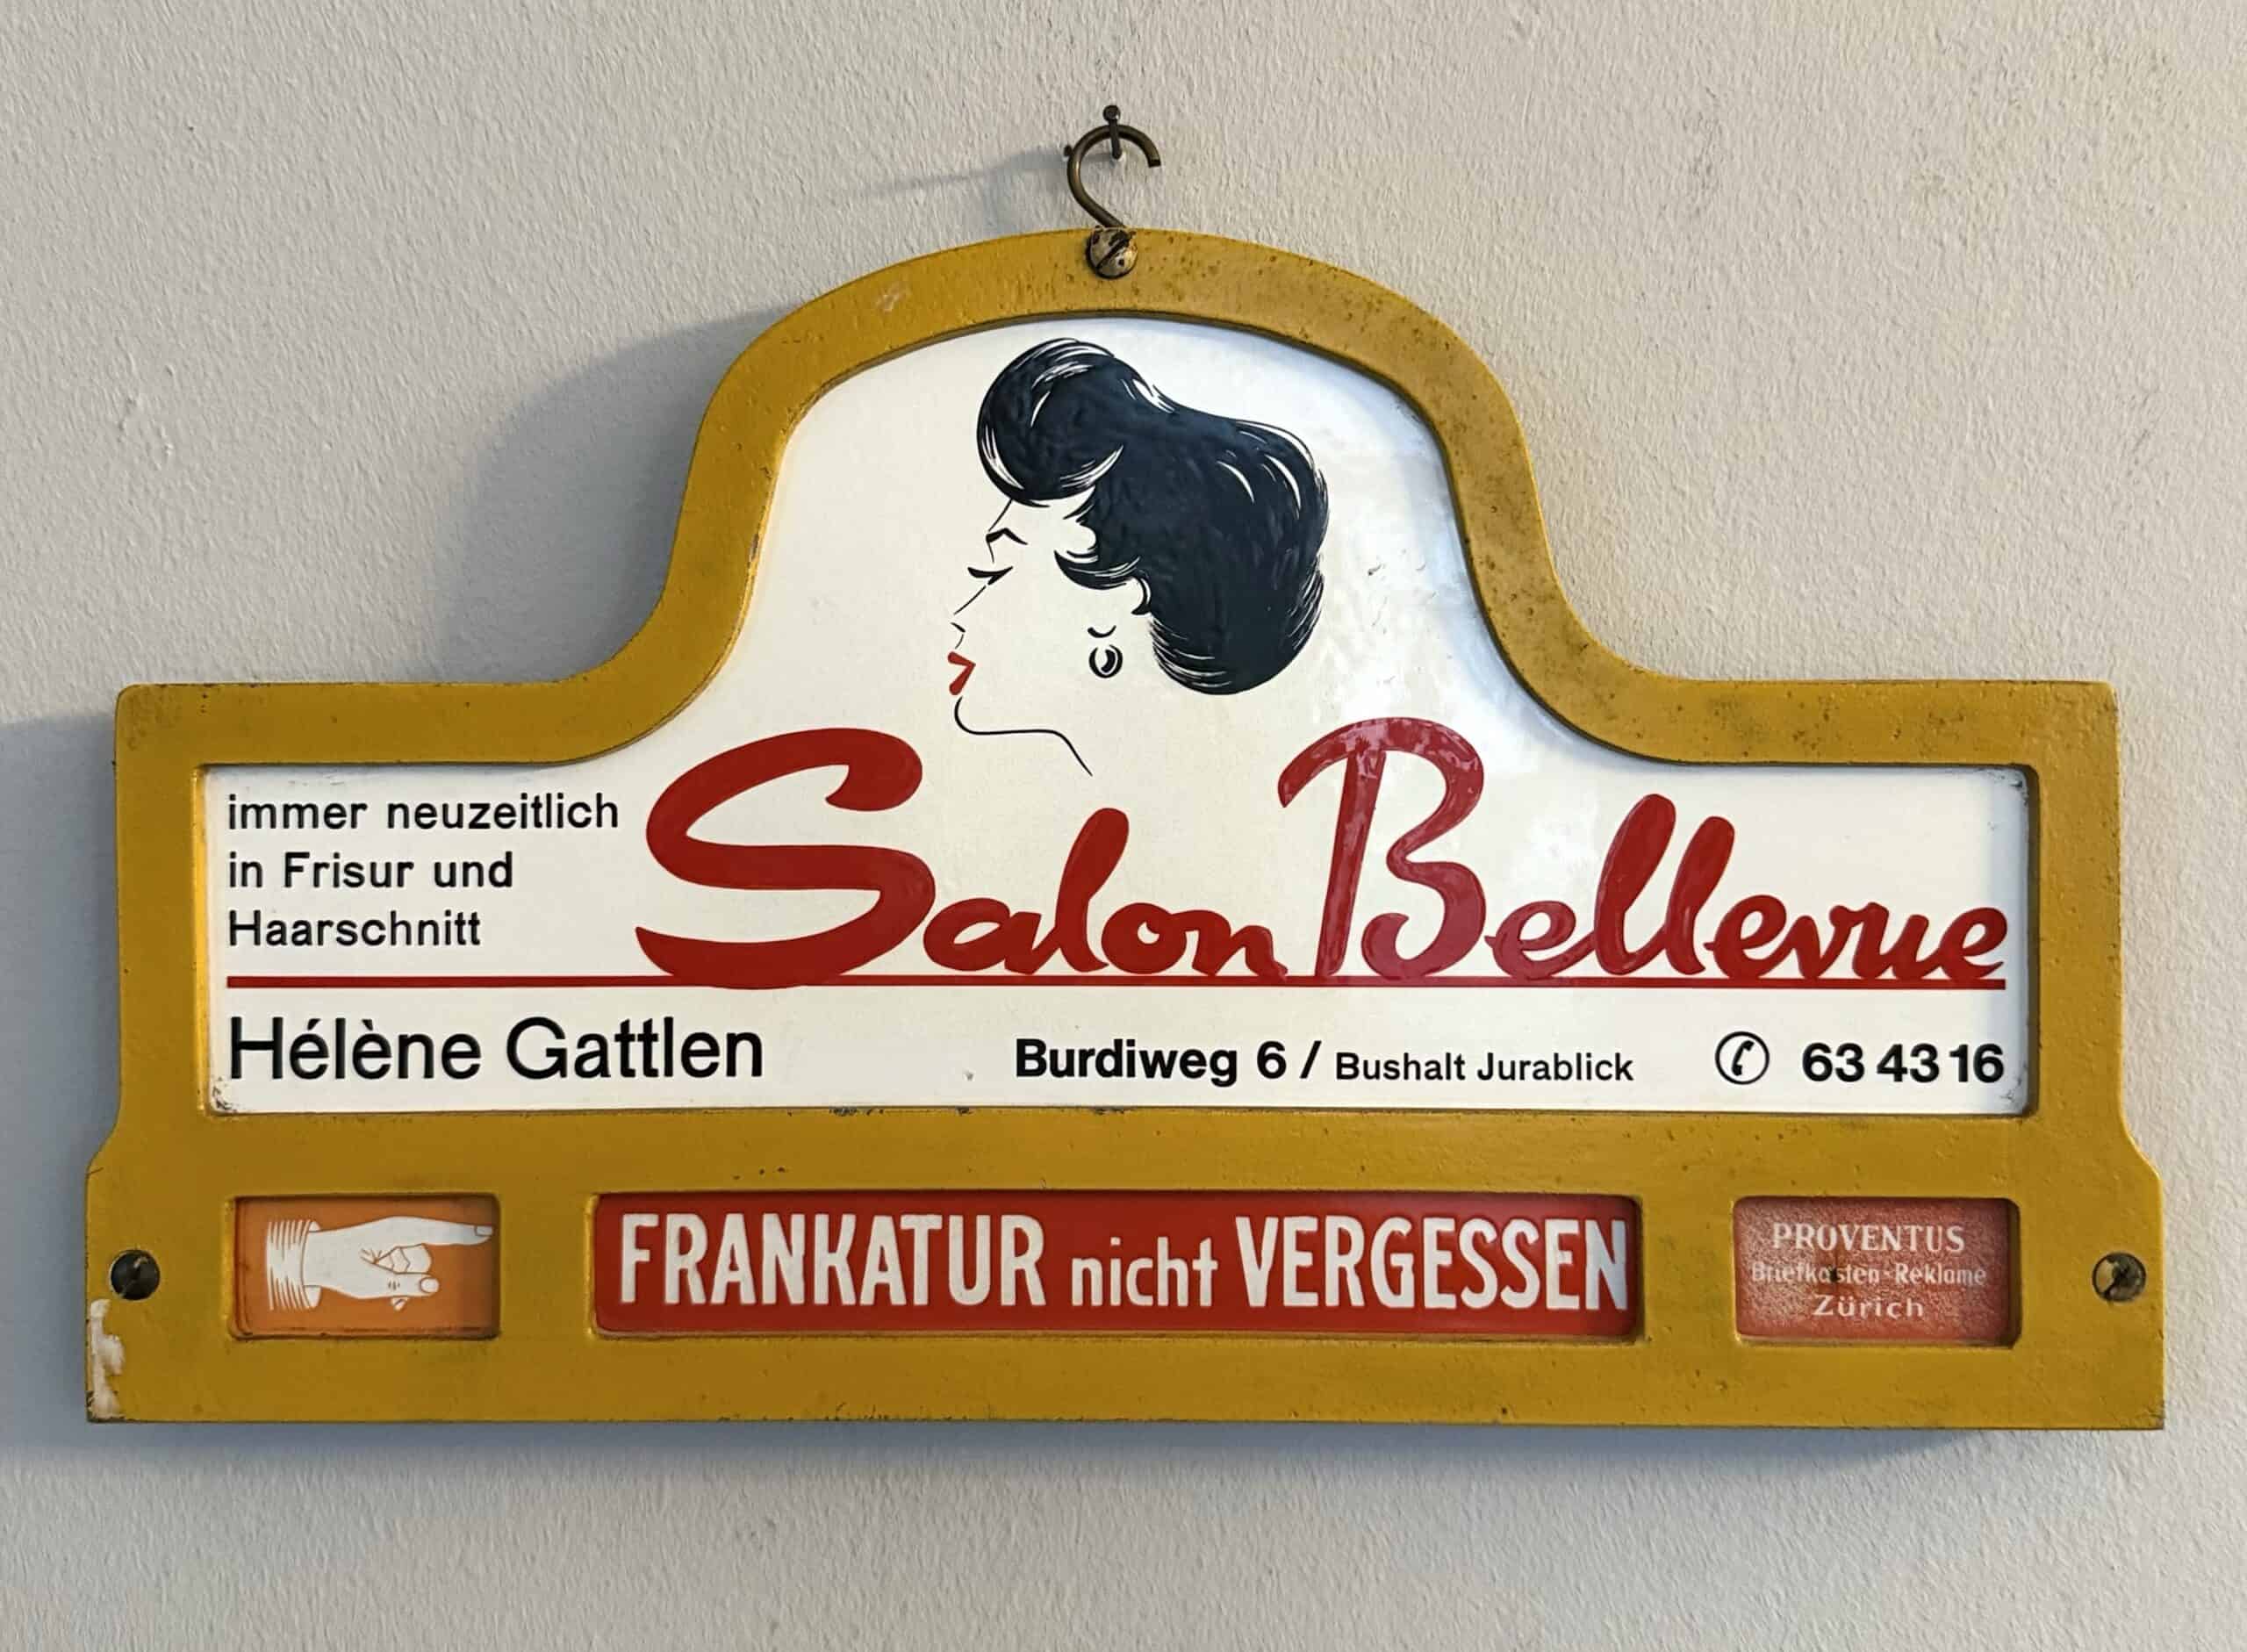 immer neuzeitlich
in Frisur und
Haarschnitt
Salon Bellevue
Hélène Gattlen
Burdiweg 6 / Bushalt Jurablick
63 43 16
FRANKATUR nicht VERGESSEN
PROVENTUS
Briefkasten-Reklame
Zürich